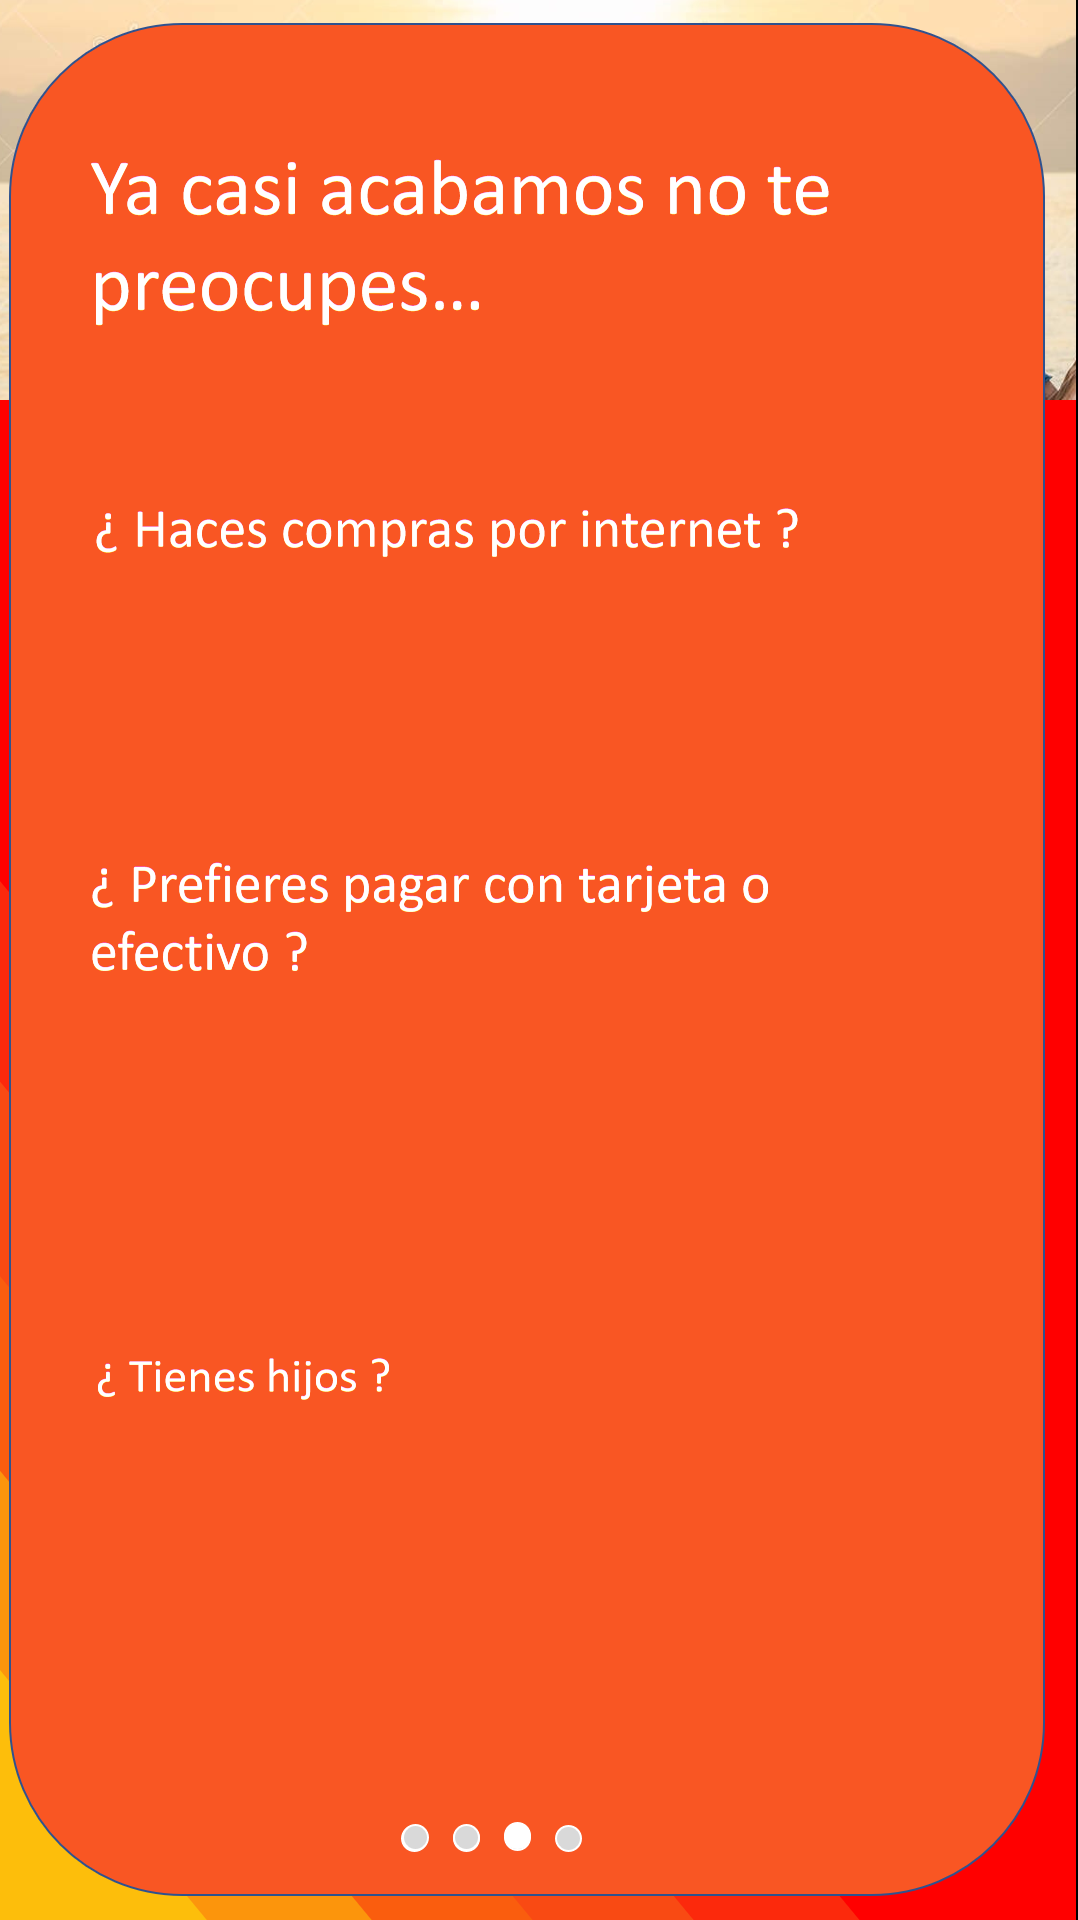 Ya casi acabamos no te
preocupes...
¿ Haces compras por internet ?
¿ Prefieres pagar con tarjeta o
efectivo ?
¿ Tienes hijos ?